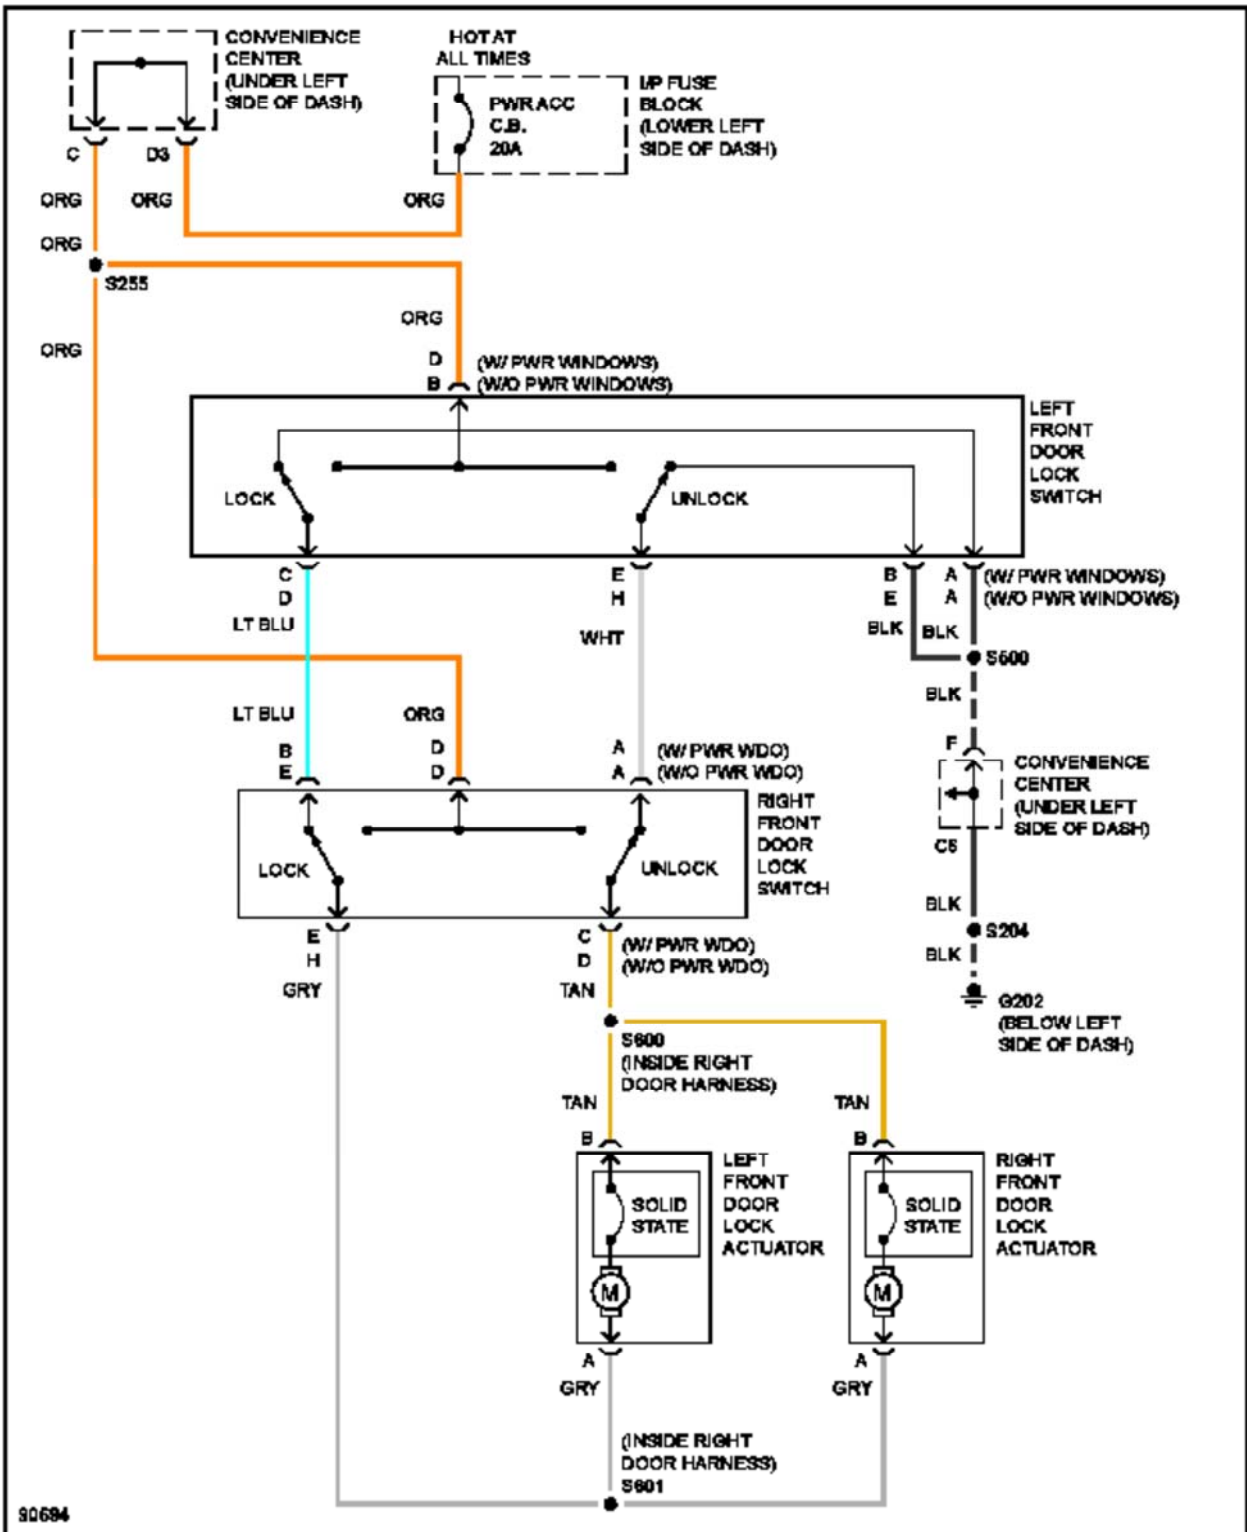 CONVENIENCE
CENTER
(UNDER LEFT
SIDE OF DASH)
HOT AT
ALL TIMES
PWR ACC
C.B.
20A
I/P FUSE
BLOCK
(LOWER LEFT
SIDE OF DASH)
C
D3
ORG
ORG
ORG
ORG
S255
ORG
ORG
D (W/ PWR WINDOWS)
B (W/O PWR WINDOWS)
LEFT
FRONT
DOOR
LOCK
SWITCH
LOCK
UNLOCK
C
D
LT BLU
E
H
WHT
B
E
BLK
A (W/ PWR WINDOWS)
A (W/O PWR WINDOWS)
BLK
S500
BLK
LT BLU
ORG
B
E
D
D
A (W/ PWR WDO)
A (W/O PWR WDO)
F
CONVENIENCE
CENTER
(UNDER LEFT
SIDE OF DASH)
C6
RIGHT
FRONT
DOOR
LOCK
SWITCH
LOCK
UNLOCK
BLK
S204
BLK
G202
(BELOW LEFT
SIDE OF DASH)
E
H
GRY
C (W/ PWR WDO)
D (W/O PWR WDO)
TAN
S600
(INSIDE RIGHT
DOOR HARNESS)
TAN
TAN
B
B
LEFT
FRONT
DOOR
LOCK
ACTUATOR
SOLID
STATE
M
RIGHT
FRONT
DOOR
LOCK
ACTUATOR
SOLID
STATE
M
A
GRY
A
GRY
(INSIDE RIGHT
DOOR HARNESS)
S601
90694